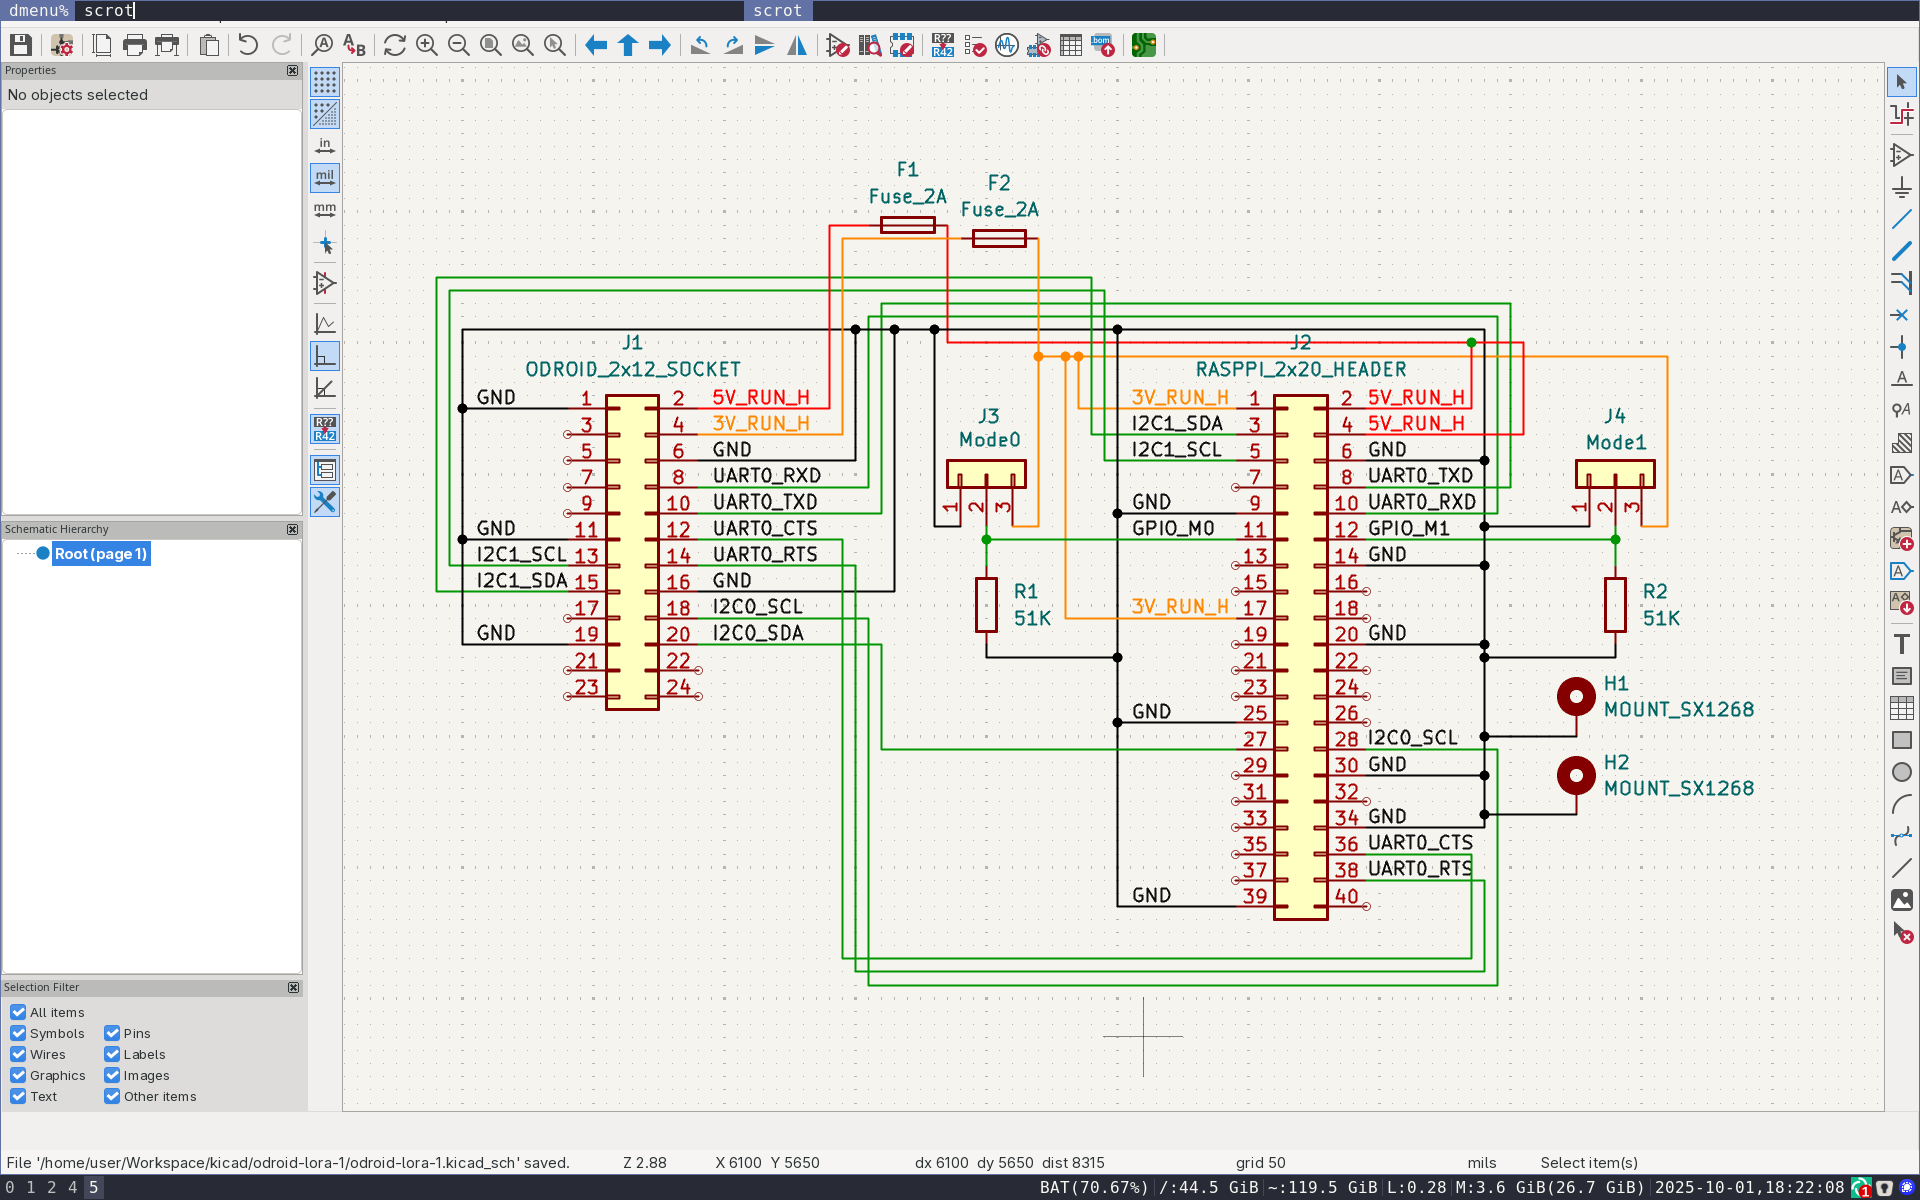 dmenu% scrot scrot
Properties
No objects selected
Schematic Hierarchy
Root (page 1)
Selection Filter
All items
Symbols Pins
Wires Labels
Graphics Images
Text Other items
in
mil
mm
R??
R42
R??
R42
.bom
F1
Fuse_2A
F2
Fuse_2A
J1
ODROID_2x12_SOCKET
GND 1 2 5V_RUN_H
3 4 3V_RUN_H
5 6 GND
7 8 UART0_RXD
9 10 UART0_TXD
GND 11 12 UART0_CTS
I2C1_SCL 13 14 UART0_RTS
I2C1_SDA 15 16 GND
17 18 I2C0_SCL
GND 19 20 I2C0_SDA
21 22
23 24
J3
Mode0
1 2 3
R1
51K
J2
RASPPI_2x20_HEADER
3V_RUN_H 1 2 5V_RUN_H
I2C1_SDA 3 4 5V_RUN_H
I2C1_SCL 5 6 GND
7 8 UART0_TXD
GND 9 10 UART0_RXD
GPIO_M0 11 12 GPIO_M1
13 14 GND
15 16
3V_RUN_H 17 18
19 20 GND
21 22
23 24
GND 25 26
27 28 I2C0_SCL
29 30 GND
31 32
33 34 GND
35 36 UART0_CTS
37 38 UART0_RTS
GND 39 40
J4
Mode1
1 2 3
R2
51K
H1
MOUNT_SX1268
H2
MOUNT_SX1268
File '/home/user/Workspace/kicad/odroid-lora-1/odroid-lora-1.kicad_sch' saved. Z 2.88 X 6100 Y 5650 dx 6100 dy 5650 dist 8315 grid 50 mils Select item(s)
0 1 2 4 5 BAT(70.67%) /:44.5 GiB ~:119.5 GiB L:0.28 M:3.6 GiB(26.7 GiB) 2025-10-01,18:22:08 1